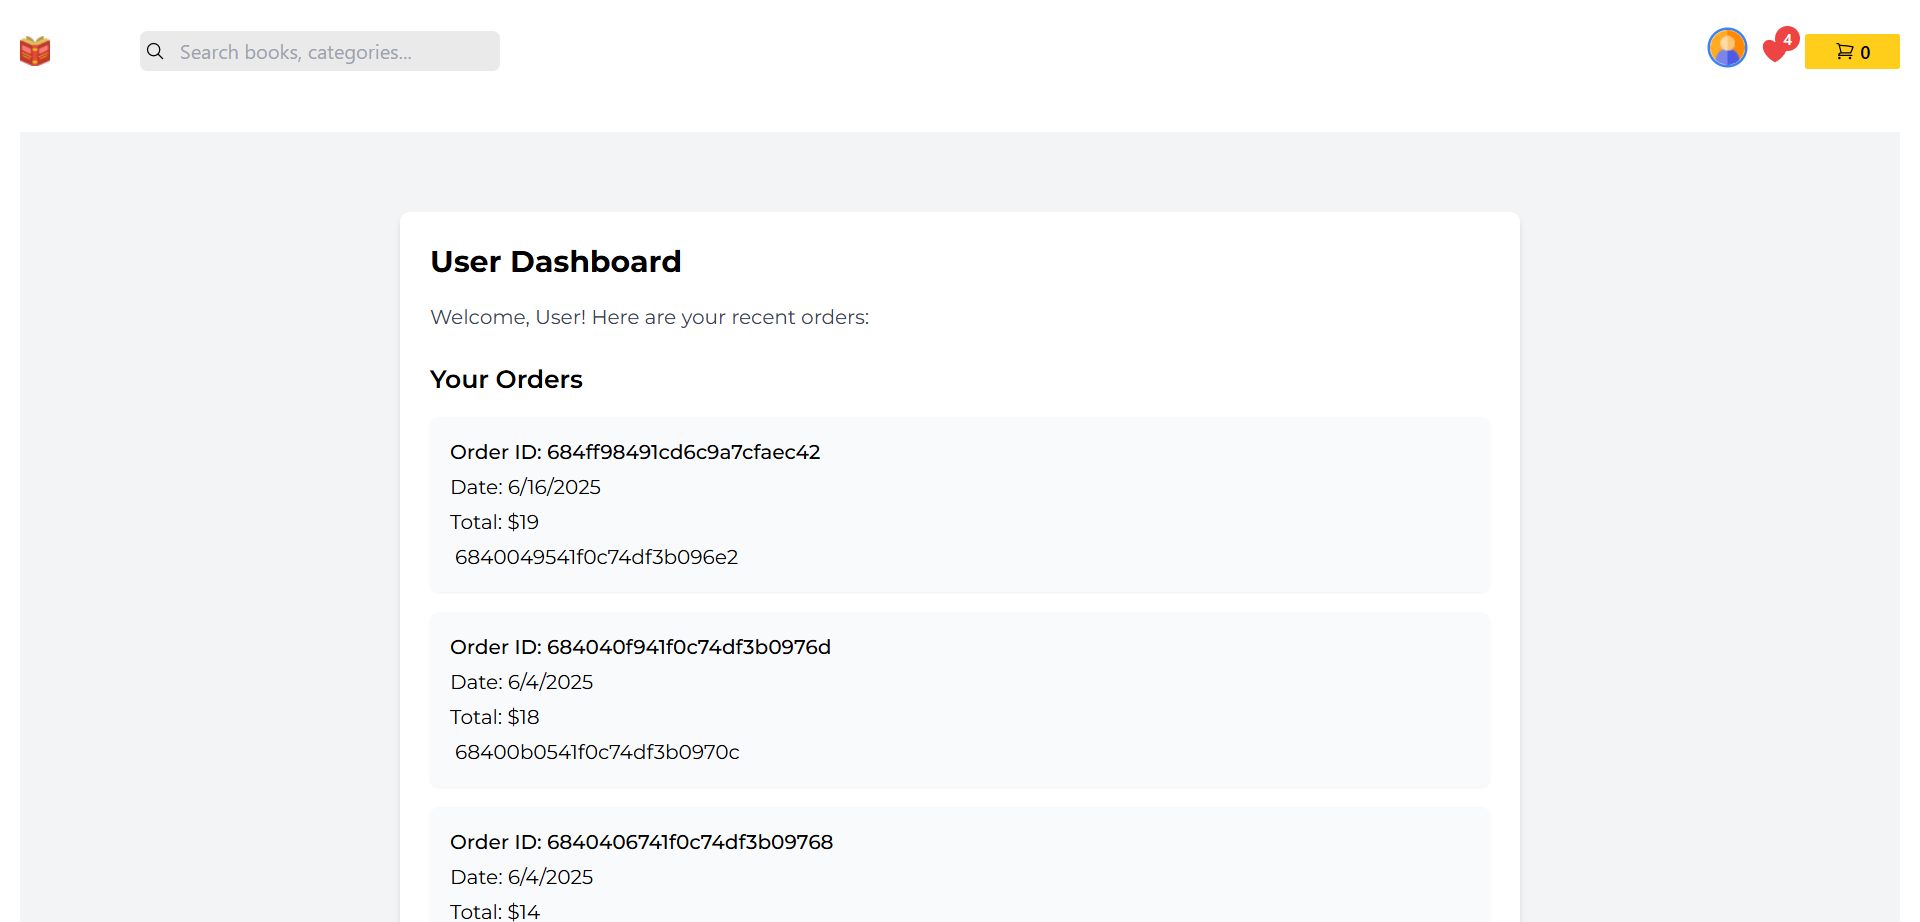 Search books, categories...
4
0
User Dashboard
Welcome, User! Here are your recent orders:
Your Orders
Order ID: 684ff98491cd6c9a7cfaec42
Date: 6/16/2025
Total: $19
6840049541f0c74df3b096e2
Order ID: 684040f941f0c74df3b0976d
Date: 6/4/2025
Total: $18
68400b0541f0c74df3b0970c
Order ID: 6840406741f0c74df3b09768
Date: 6/4/2025
Total: $14